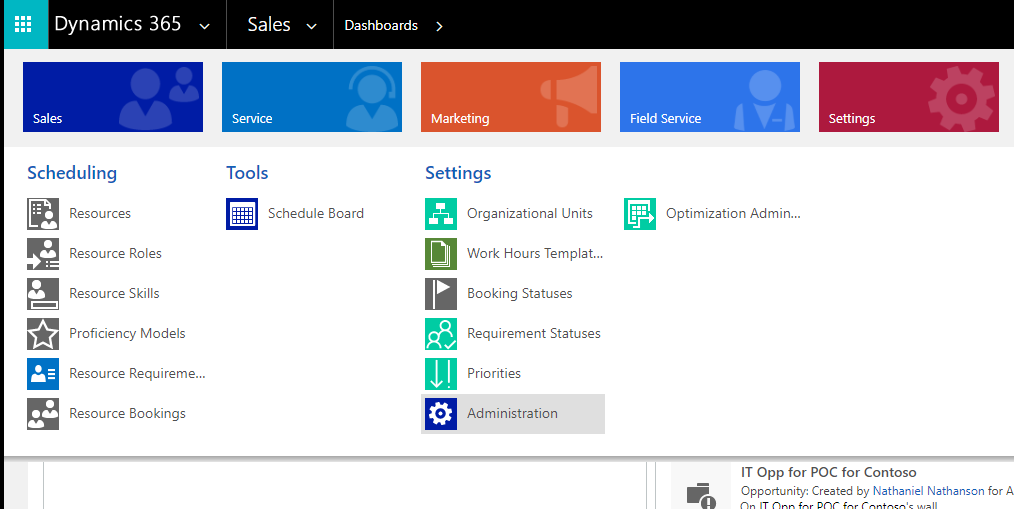 Dynamics 365
Sales
Dashboards
Sales
Service
Marketing
Field Service
Settings
Scheduling
Tools
Settings
Resources
Schedule Board
Organizational Units
Optimization Admin...
Resource Roles
Work Hours Templat...
Resource Skills
Booking Statuses
Proficiency Models
Requirement Statuses
Resource Requireme...
Priorities
Resource Bookings
Administration
IT Opp for POC for Contoso
Opportunity: Created by Nathaniel Nathanson for A
On IT Opp for POC for Contoso's wall